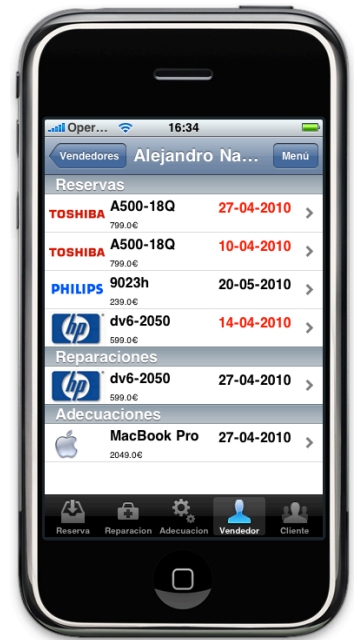 Oper... 16:34
Vendedores Alejandro Na... Menú
Reservas
TOSHIBA A500-18Q 27-04-2010
799.0€
TOSHIBA A500-18Q 10-04-2010
799.0€
PHILIPS 9023h 20-05-2010
239.0€
hp dv6-2050 14-04-2010
599.0€
Reparaciones
hp dv6-2050 27-04-2010
599.0€
Adecuaciones
MacBook Pro 27-04-2010
2049.0€
Reserva Reparacion Adecuacion Vendedor Cliente